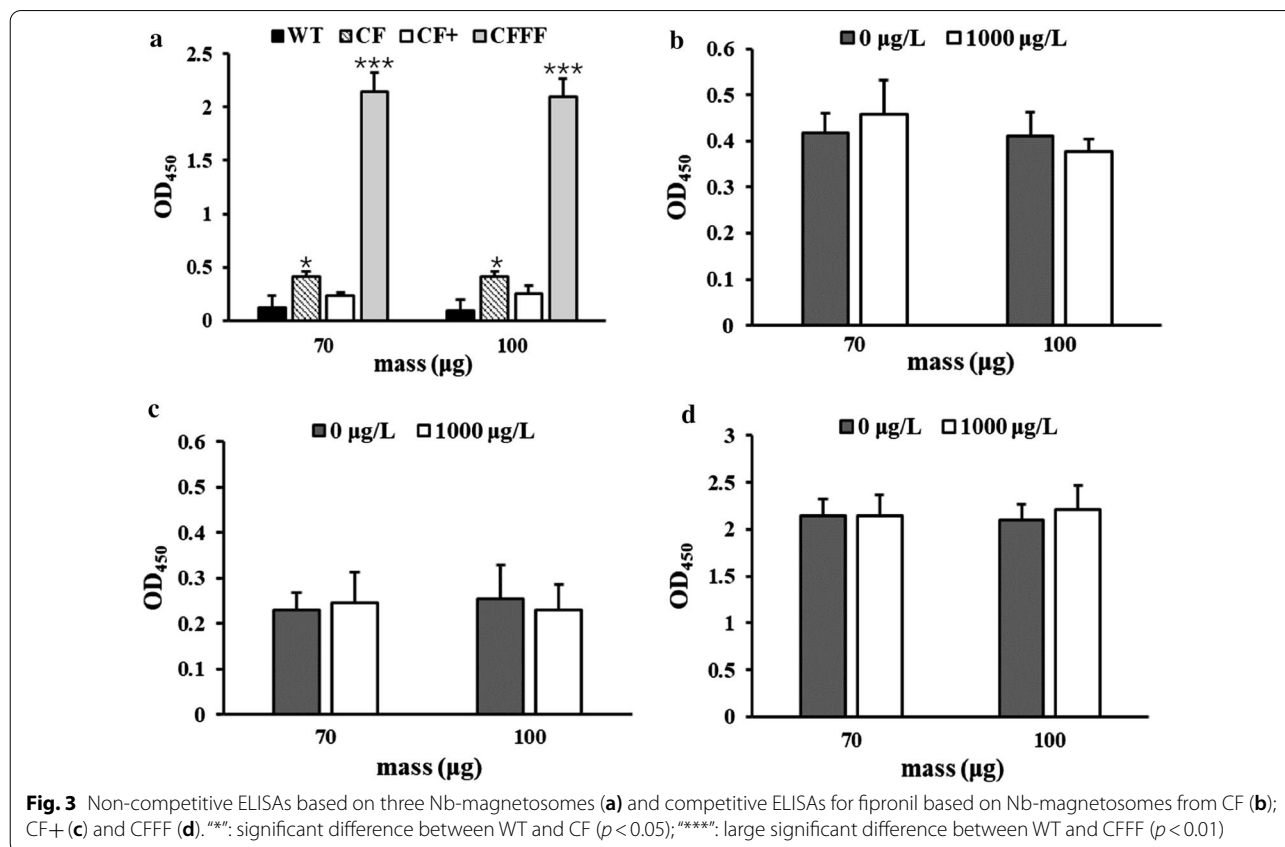 a
WT CF CF+ CFFF
2.5
2
1.5
1
0.5
0
OD450
*** ***
* *
70 100
mass (µg)
b
0 µg/L 1000 µg/L
0.6
0.5
0.4
0.3
0.2
0.1
0
OD450
70 100
mass (µg)
c
0 µg/L 1000 µg/L
0.6
0.5
0.4
0.3
0.2
0.1
0
OD450
70 100
mass (µg)
d
0 µg/L 1000 µg/L
3
2.5
2
1.5
1
0.5
0
OD450
70 100
mass (µg)
Fig. 3 Non-competitive ELISAs based on three Nb-magnetosomes (a) and competitive ELISAs for fipronil based on Nb-magnetosomes from CF (b);
CF+ (c) and CFFF (d). “*”: significant difference between WT and CF (p < 0.05); “***”: large significant difference between WT and CFFF (p < 0.01)